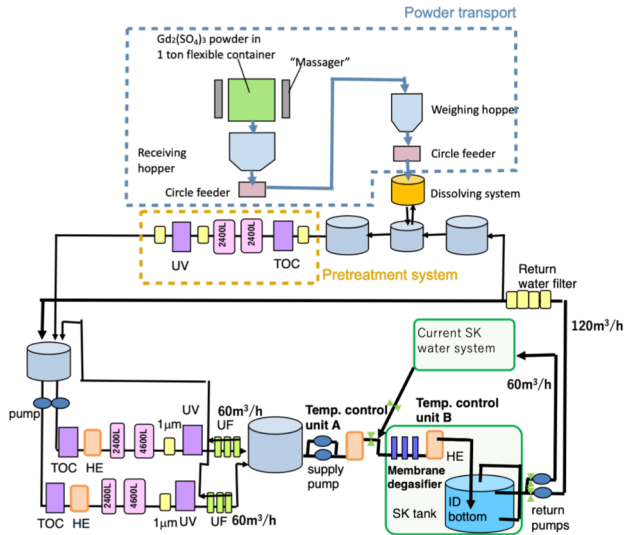 Powder transport
Gd₂(SO₄)₃ powder in
1 ton flexible container
“Massager”
Weighing hopper
Receiving
hopper
Circle feeder
Circle feeder
Dissolving system
2400L
2400L
UV
TOC
Pretreatment system
Return
water filter
120m³/h
Current SK
water system
60m³/h
pump
TOC
HE
2400L
4600L
1μm
UV
60m³/h
UF
Temp. control
unit A
supply
pump
Temp. control
unit B
HE
Membrane
degasifier
SK tank
ID
bottom
return
pumps
TOC
HE
2400L
4600L
1μm
UV
UF
60m³/h